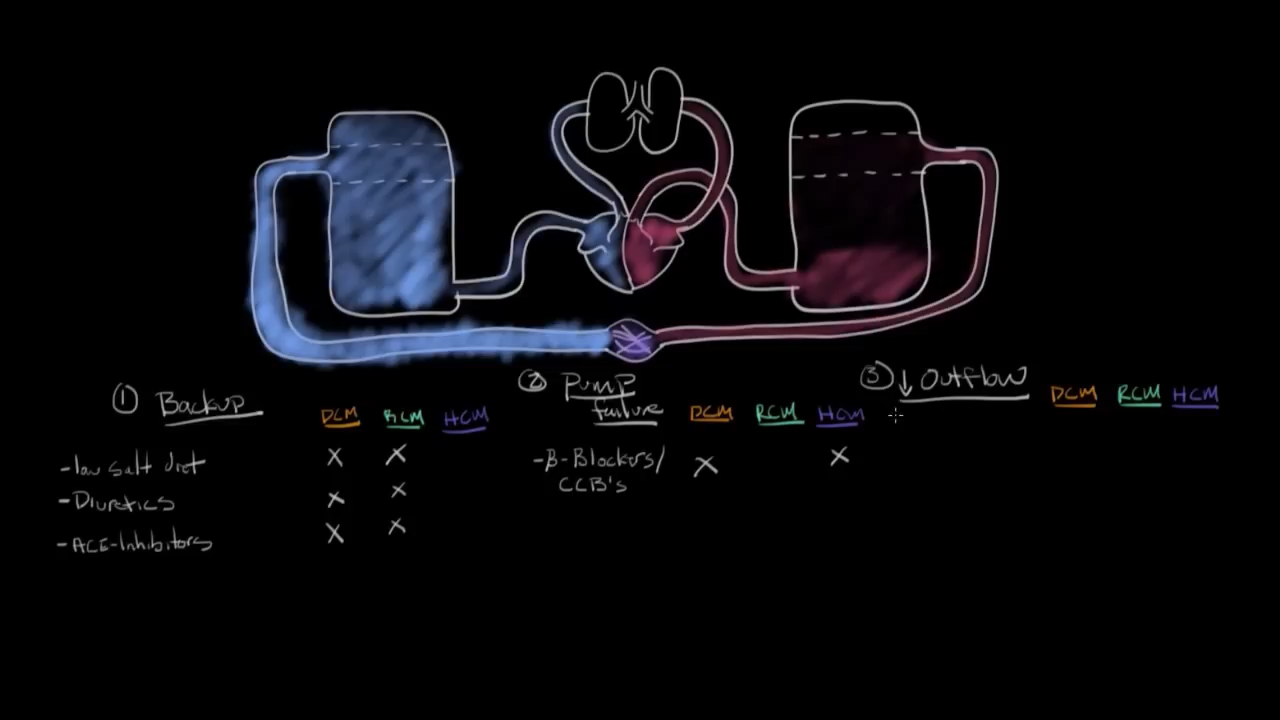 ① Backup
DCM RCM HCM
-low salt diet X X
-Diuretics X X
-ACE-Inhibitors X X
② Pump
failure DCM RCM HCM
-B-Blockers/ X X
CCB's
③ ↓ Outflow DCM RCM HCM